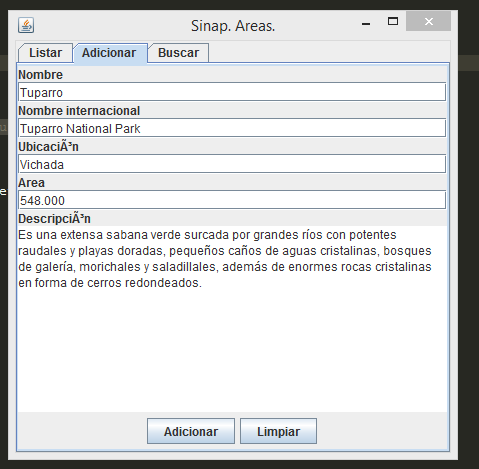 Sinap. Areas.
Listar Adicionar Buscar
Nombre
Tuparro
Nombre internacional
Tuparro National Park
UbicaciÃ³n
Vichada
Area
548.000
DescripciÃ³n
Es una extensa sabana verde surcada por grandes ríos con potentes
raudales y playas doradas, pequeños caños de aguas cristalinas, bosques
de galería, morichales y saladillales, además de enormes rocas cristalinas
en forma de cerros redondeados.
Adicionar Limpiar